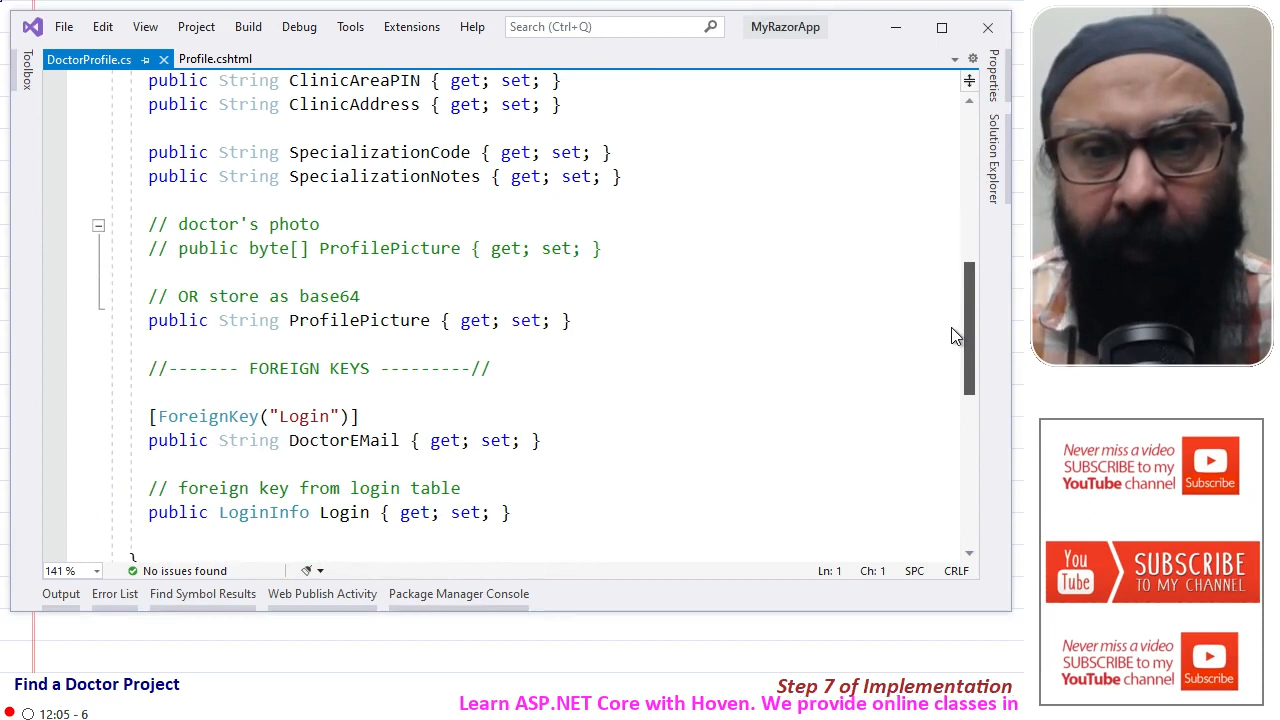 File Edit View Project Build Debug Tools Extensions Help Search (Ctrl+Q) MyRazorApp
Toolbox
DoctorProfile.cs Profile.cshtml
public String ClinicAreaPIN { get; set; }
public String ClinicAddress { get; set; }
public String SpecializationCode { get; set; }
public String SpecializationNotes { get; set; }
// doctor's photo
// public byte[] ProfilePicture { get; set; }
// OR store as base64
public String ProfilePicture { get; set; }
//------- FOREIGN KEYS ---------//
[ForeignKey("Login")]
public String DoctorEMail { get; set; }
// foreign key from login table
public LoginInfo Login { get; set; }
}
141 % No issues found Ln: 1 Ch: 1 SPC CRLF
Output Error List Find Symbol Results Web Publish Activity Package Manager Console
Properties
Solution Explorer
Never miss a video
SUBSCRIBE to my
YouTube channel
Subscribe
You
Tube
SUBSCRIBE
TO MY CHANNEL
Never miss a video
SUBSCRIBE to my
YouTube channel
Subscribe
Find a Doctor Project
Step 7 of Implementation
Learn ASP.NET Core with Hoven. We provide online classes in
12:05 - 6